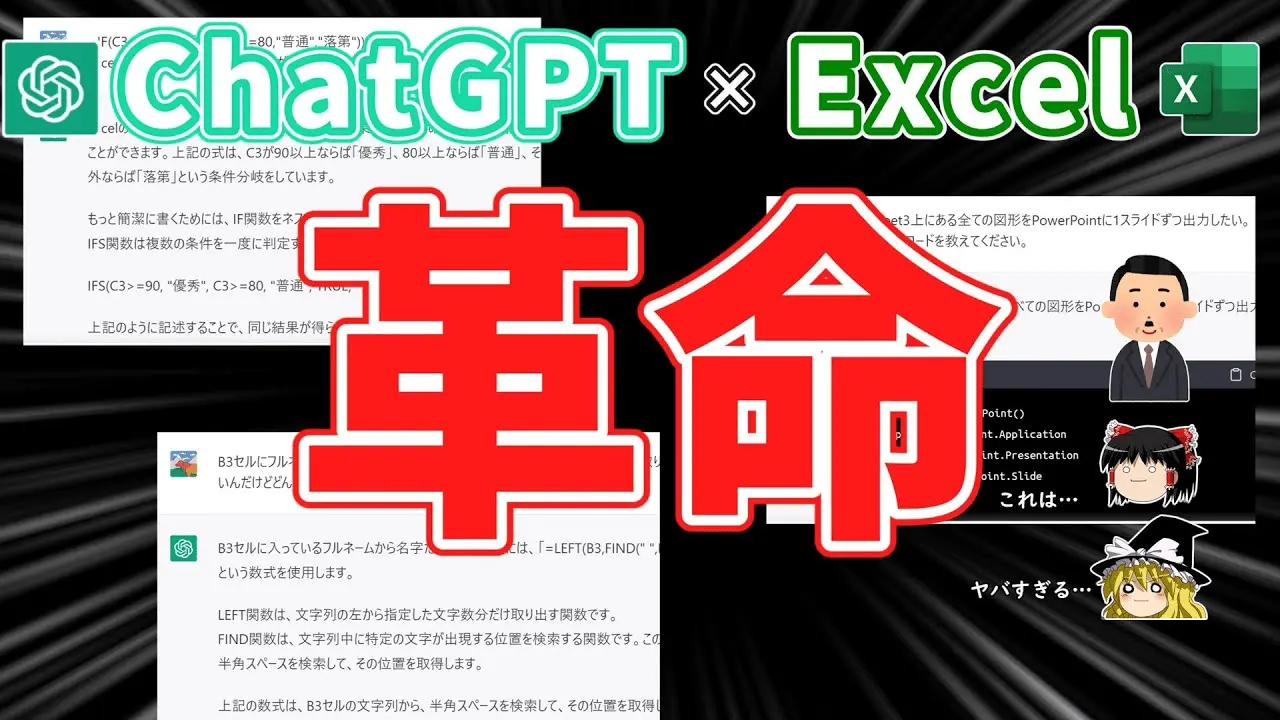 ChatGPT × Excel X
革命
F(C3 >=80,"普通","落第"))
ことができます。上記の式は、C3が90以上ならば「優秀」、80以上ならば「普通」、そ
外ならば「落第」という条件分岐をしています。
もっと簡潔に書くためには、IF関数をネス
IFS関数は複数の条件を一度に判定す
IFS(C3>=90, "優秀", C3>=80, "普通", TRUE,
上記のように記述することで、同じ結果が得ら
et3上にある全ての図形をPowerPointに1スライドずつ出力したい。
ードを教えてください。
べての図形をPo イドずつ出力
Point()
nt.Application
int.Presentation
oint.Slide
これは…
ヤバすぎる…
B3セルにフルネ
いんだけどどん
B3セルに入っているフルネームから名字だ には、「=LEFT(B3,FIND(" ",
という数式を使用します。
LEFT関数は、文字列の左から指定した文字数分だけ取り出す関数です。
FIND関数は、文字列中に特定の文字が出現する位置を検索する関数です。この
半角スペースを検索して、その位置を取得します。
上記の数式は、B3セルの文字列から、半角スペースを検索して、その位置を取得し